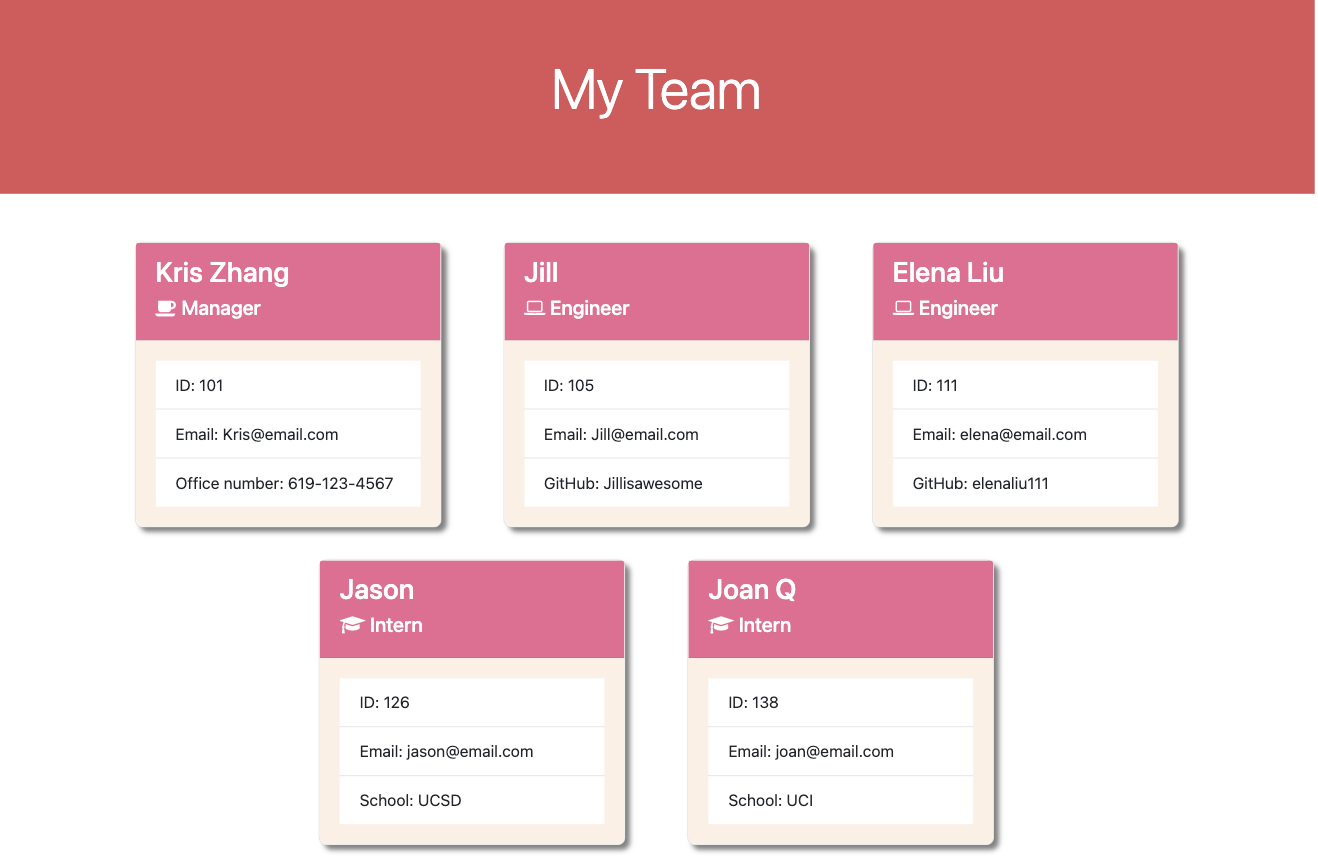 My Team
Kris Zhang
Manager
ID: 101
Email: Kris@email.com
Office number: 619-123-4567
Jill
Engineer
ID: 105
Email: Jill@email.com
GitHub: Jillisawesome
Elena Liu
Engineer
ID: 111
Email: elena@email.com
GitHub: elenaliu111
Jason
Intern
ID: 126
Email: jason@email.com
School: UCSD
Joan Q
Intern
ID: 138
Email: joan@email.com
School: UCI